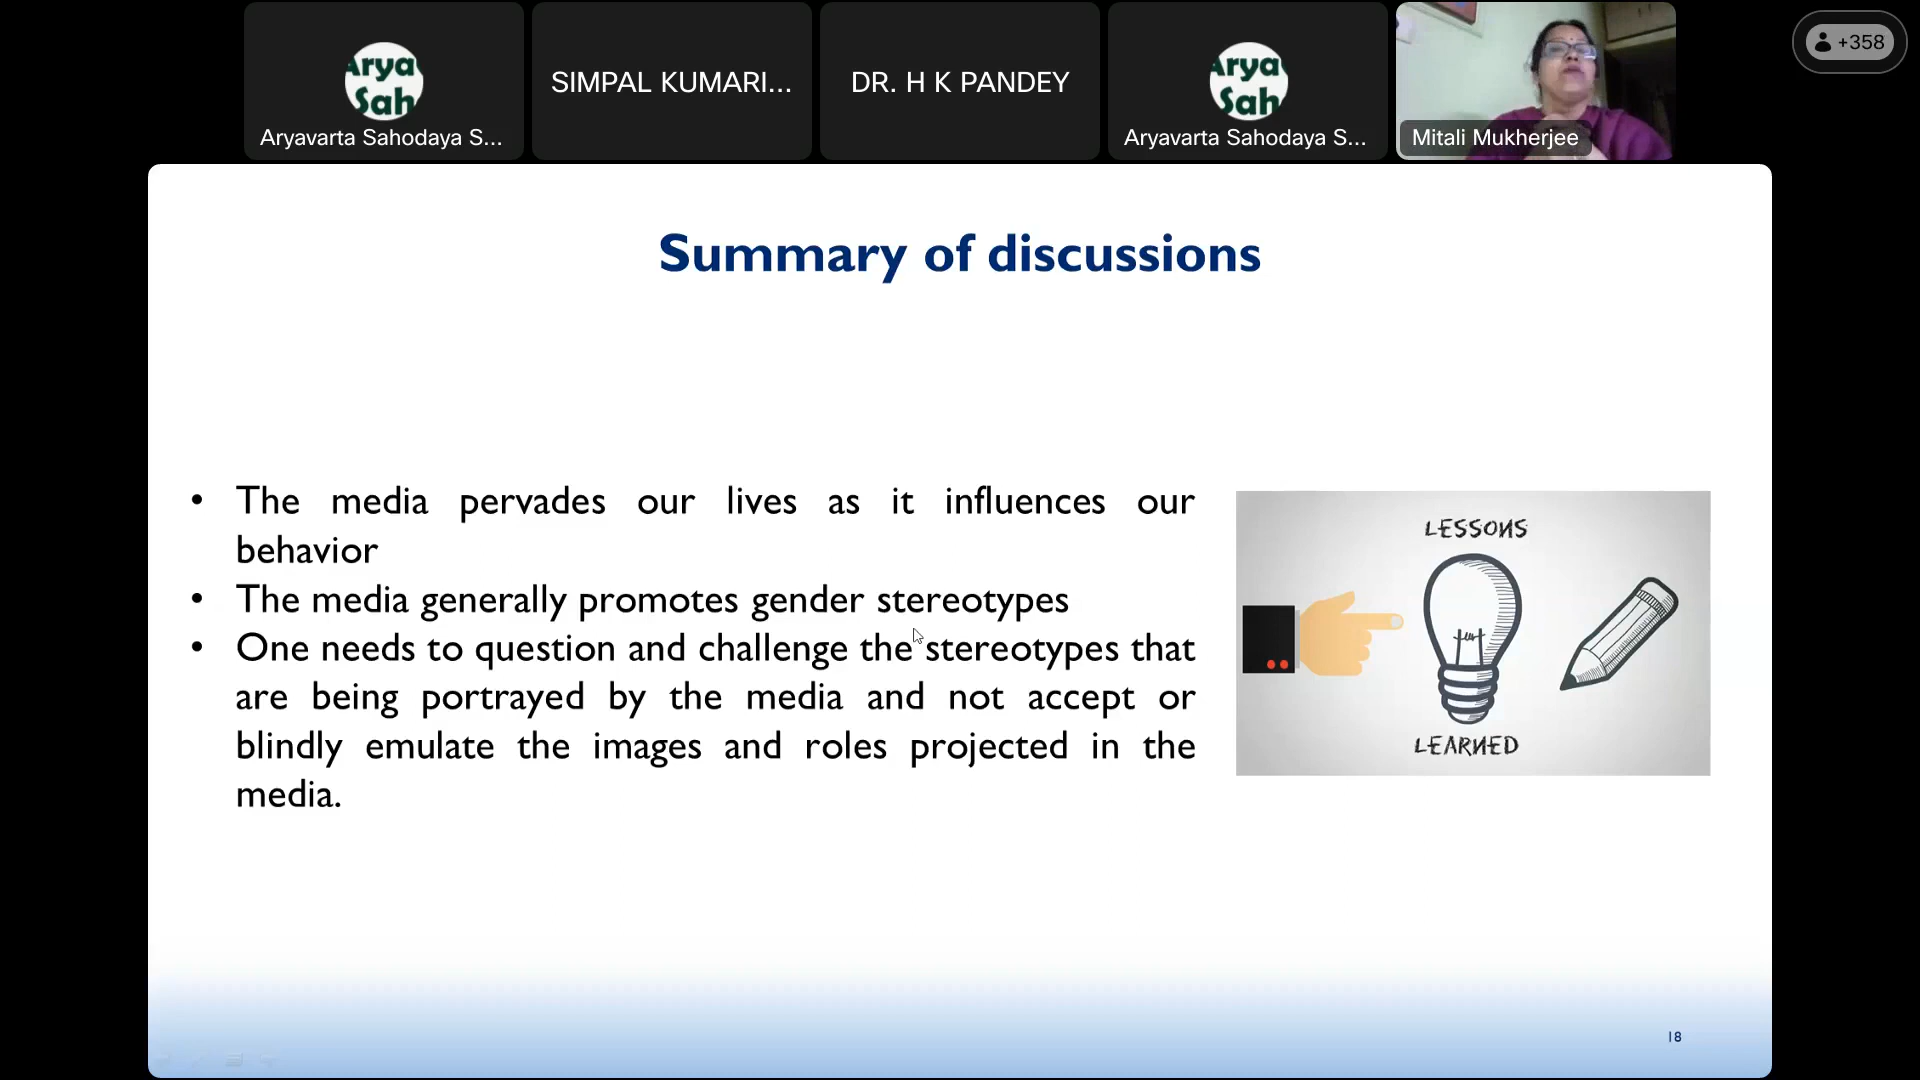 Arya
Sah
Aryavarta Sahodaya S...
SIMPAL KUMARI...
DR. H K PANDEY
Arya
Sah
Aryavarta Sahodaya S...
Mitali Mukherjee
+358
Summary of discussions
• The media pervades our lives as it influences our
behavior
• The media generally promotes gender stereotypes
• One needs to question and challenge the stereotypes that
are being portrayed by the media and not accept or
blindly emulate the images and roles projected in the
media.
LESSONS
LEARNED
18